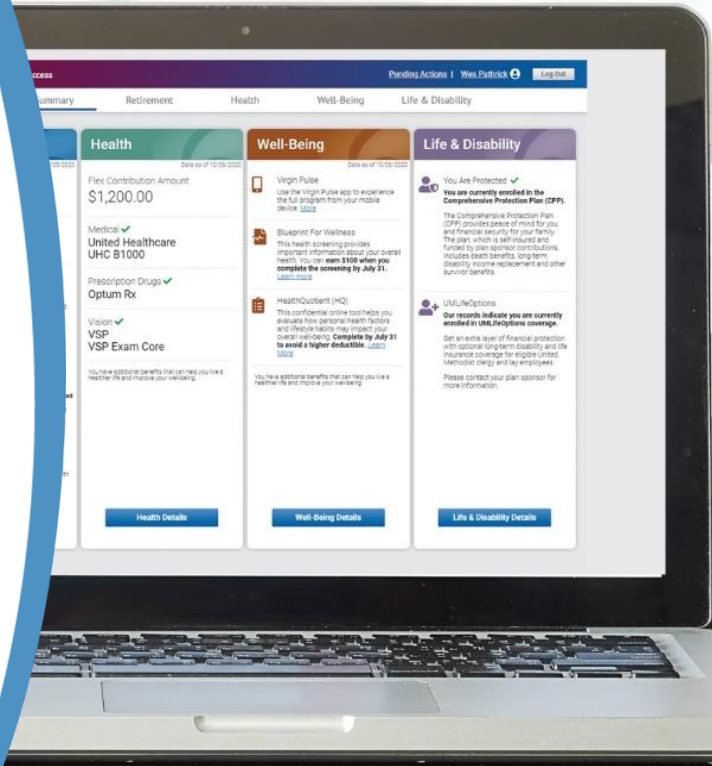 ccess
Pending Actions | Wes Pathrick
Log Out
Summary
Retirement
Health
Well-Being
Life & Disability
/05/2020
Health
Data as of 10/05/2020
Flex Contribution Amount
$1,200.00
Medical
United Healthcare
UHC B1000
Prescription Drugs
Optum Rx
Vision
VSP
VSP Exam Core
You have additional benefits that can help you live a
healthier life and improve your well-being.
Health Details
Well-Being
Data as of 10/05/2020
Virgin Pulse
Use the Virgin Pulse app to experience
the full program from your mobile
device. More
Blueprint For Wellness
This health screening provides
important information about your overall
health. You can earn $100 when you
complete the screening by July 31.
Learn more
HealthQuotient (HQ)
This confidential online tool helps you
evaluate how personal health factors
and lifestyle habits may impact your
overall well-being. Complete by July 31
to avoid a higher deductible. Learn
More
You have additional benefits that can help you live a
healthier life and improve your well-being.
Well-Being Details
Life & Disability
You Are Protected
You are currently enrolled in the
Comprehensive Protection Plan (CPP).
The Comprehensive Protection Plan
(CPP) provides peace of mind for you
and financial security for your family.
The plan, which is self-insured and
funded by plan sponsor contributions,
includes death benefits, long-term
disability income replacement and other
survivor benefits.
UMLifeOptions
Our records indicate you are currently
enrolled in UMLifeOptions coverage.
Get an extra layer of financial protection
with optional long-term disability and life
insurance coverage for eligible United
Methodist clergy and lay employees.
Please contact your plan sponsor for
more information.
Life & Disability Details